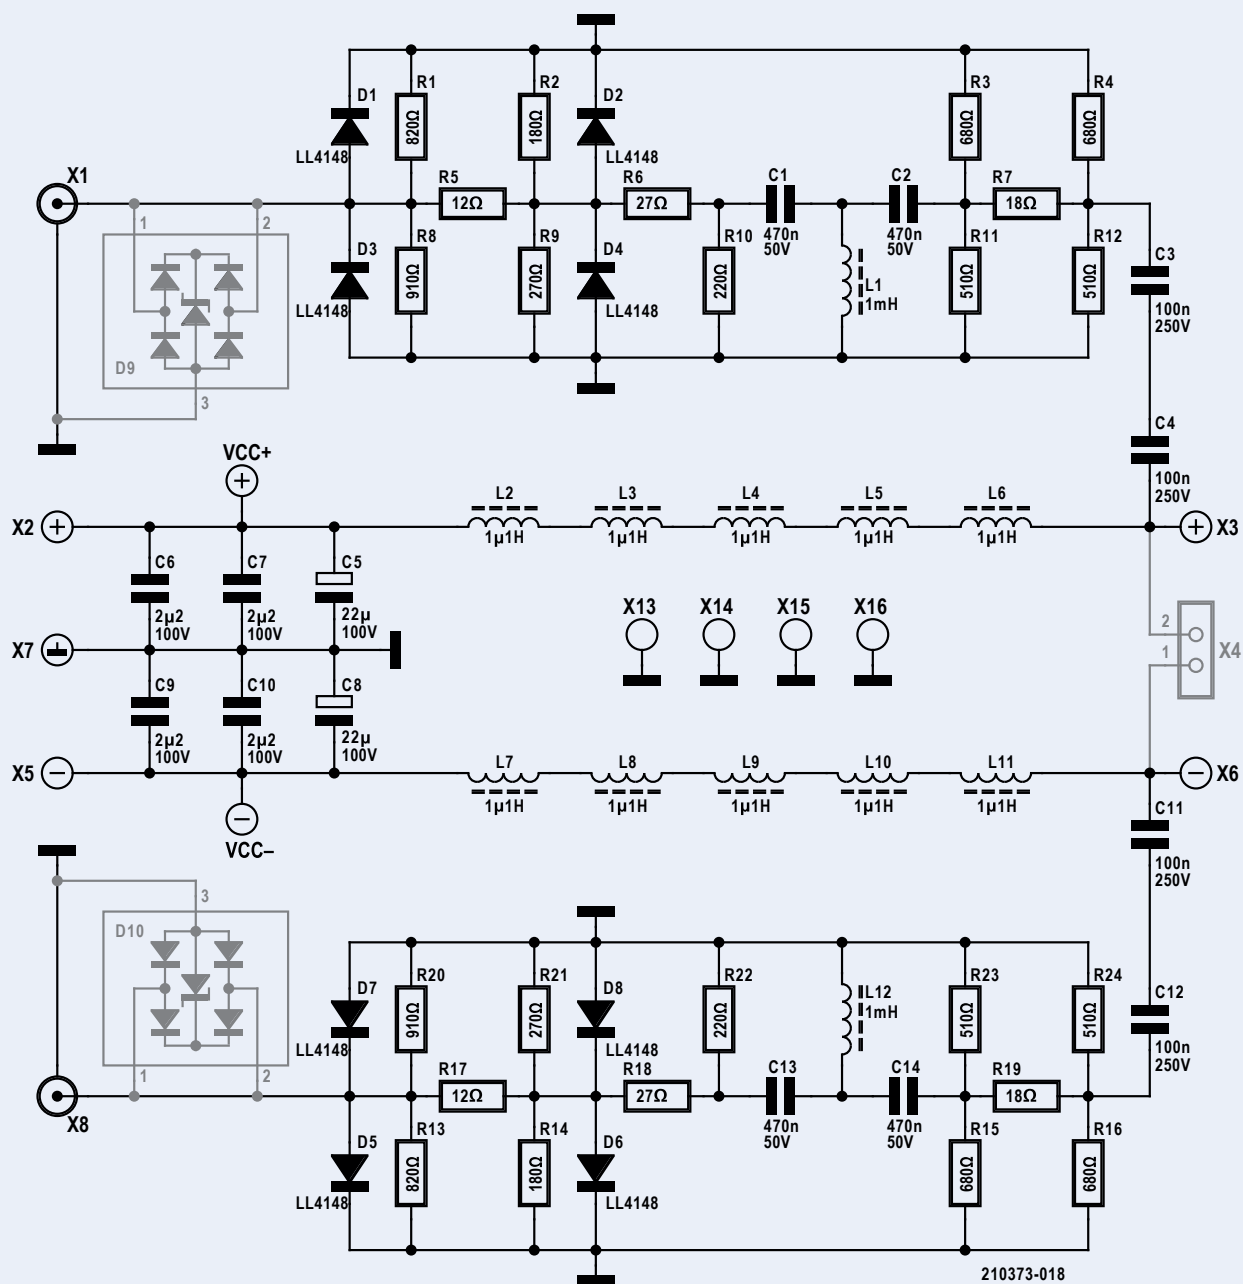 R1
R2
R3
R4
D1
D2
820Ω
180Ω
680Ω
680Ω
LL4148
LL4148
X1
R5
R6
C1
C2
R7
12Ω
27Ω
18Ω
1
2
R8
R9
R10
470n
50V
470n
50V
R11
R12
D3
D4
C3
910Ω
270Ω
220Ω
L1
1mH
510Ω
510Ω
LL4148
LL4148
100n
250V
D9
3
C4
VCC+
100n
250V
L2
L3
L4
L5
L6
X2
X3
1µ1H
1µ1H
1µ1H
1µ1H
1µ1H
C6
C7
C5
2µ2
100V
2µ2
100V
22µ
100V
X13
X14
X15
X16
2
X7
1
X4
C9
C10
C8
2µ2
100V
2µ2
100V
22µ
100V
L7
L8
L9
L10
L11
X5
X6
1µ1H
1µ1H
1µ1H
1µ1H
1µ1H
C11
VCC–
100n
250V
3
D10
R20
R21
R22
R23
R24
D7
D8
L12
1mH
C12
910Ω
270Ω
220Ω
510Ω
510Ω
LL4148
LL4148
100n
250V
1
2
R17
R18
C13
C14
R19
12Ω
27Ω
18Ω
X8
470n
50V
470n
50V
R13
R14
R15
R16
D5
D6
820Ω
180Ω
680Ω
680Ω
LL4148
LL4148
210373-018